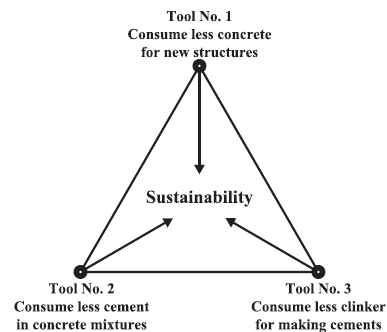 Tool No. 1
Consume less concrete
for new structures
Sustainability
Tool No. 2
Consume less cement
in concrete mixtures
Tool No. 3
Consume less clinker
for making cements